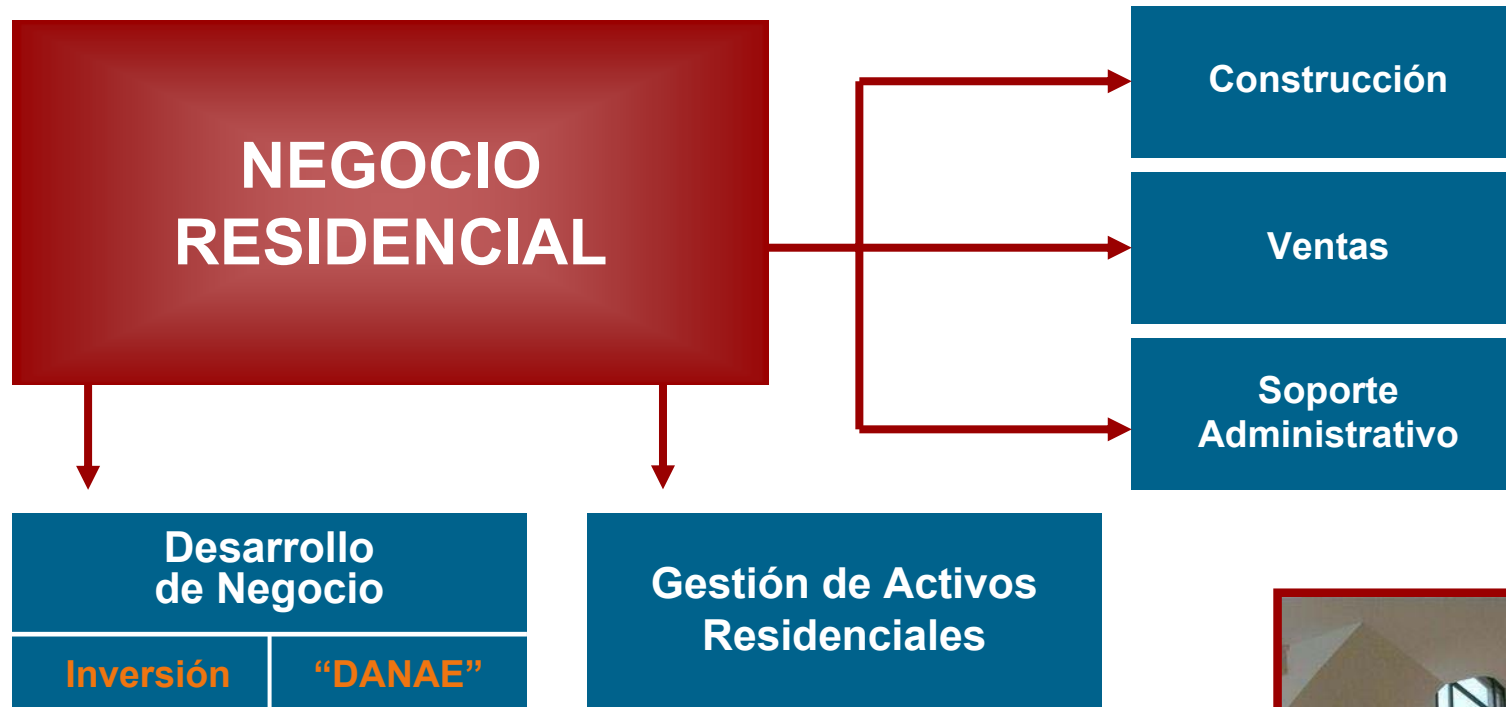 NEGOCIO
RESIDENCIAL
Construcción
Ventas
Soporte
Administrativo
Desarrollo
de Negocio
Inversión
“DANAE”
Gestión de Activos
Residenciales